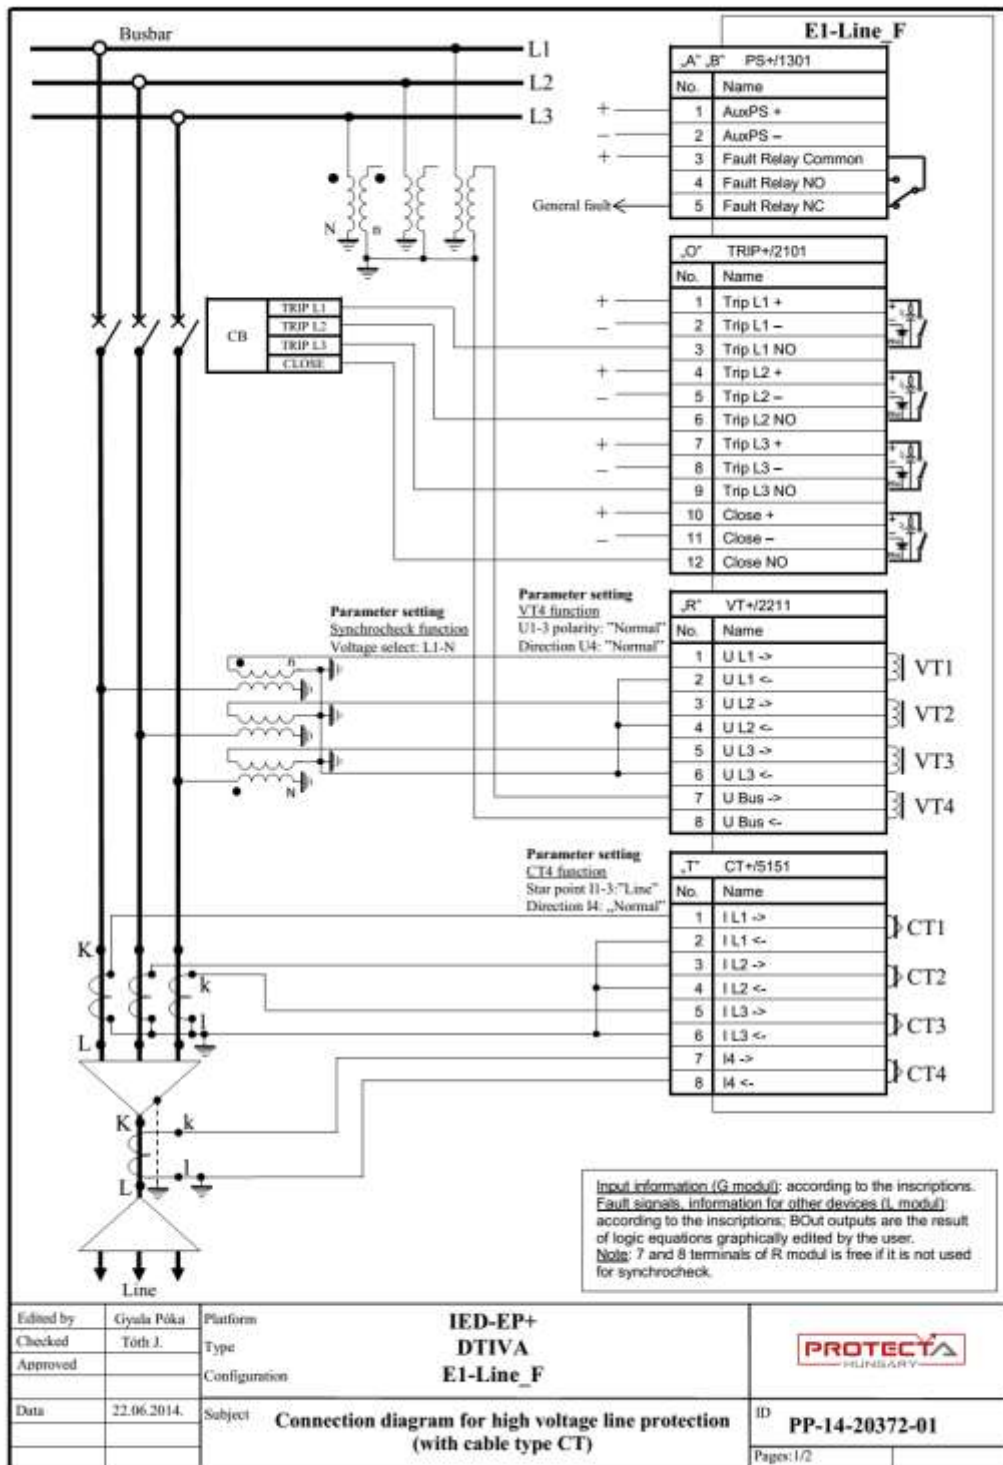 Busbar
L1
L2
L3
E1-Line_F
„A" „B" PS+/1301
No. Name
+ 1 AuxPS +
– 2 AuxPS –
+ 3 Fault Relay Common
4 Fault Relay NO
General fault 5 Fault Relay NC
N n
„O" TRIP+/2101
No. Name
+ 1 Trip L1 +
– 2 Trip L1 –
3 Trip L1 NO
+ 4 Trip L2 +
– 5 Trip L2 –
6 Trip L2 NO
+ 7 Trip L3 +
– 8 Trip L3 –
9 Trip L3 NO
+ 10 Close +
– 11 Close –
12 Close NO
CB
TRIP L1
TRIP L2
TRIP L3
CLOSE
Parameter setting
Synchrocheck function
Voltage select: L1-N
Parameter setting
VT4 function
U1-3 polarity: "Normal"
Direction U4: "Normal"
n
N
„R" VT+/2211
No. Name
1 U L1 ->
2 U L1 <-
3 U L2 ->
4 U L2 <-
5 U L3 ->
6 U L3 <-
7 U Bus ->
8 U Bus <-
VT1
VT2
VT3
VT4
Parameter setting
CT4 function
Star point I1-3:"Line"
Direction I4: „Normal"
„T" CT+/5151
No. Name
1 I L1 ->
2 I L1 <-
3 I L2 ->
4 I L2 <-
5 I L3 ->
6 I L3 <-
7 I4 ->
8 I4 <-
CT1
CT2
CT3
CT4
K
k
L
l
K
k
L
l
Line
Input information (G modul): according to the inscriptions.
Fault signals, information for other devices (L modul):
according to the inscriptions; BOut outputs are the result
of logic equations graphically edited by the user.
Note: 7 and 8 terminals of R modul is free if it is not used
for synchrocheck.
Edited by Gyula Póka
Checked Tóth J.
Approved
Data 22.06.2014.
Platform IED-EP+
Type DTIVA
Configuration E1-Line_F
Subject Connection diagram for high voltage line protection
(with cable type CT)
PROTECTA
HUNGARY
ID
PP-14-20372-01
Pages:1/2